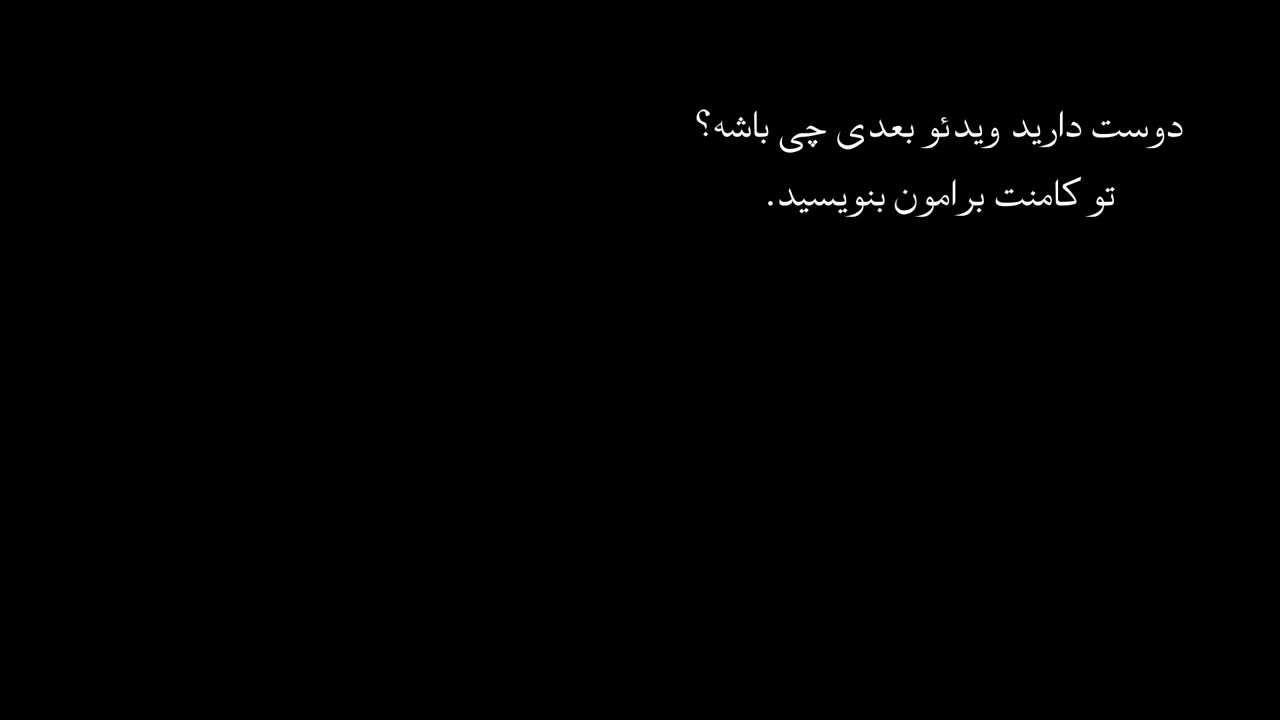 دوست دارید ویدئو بعدی چی باشه؟
تو کامنت برامون بنویسید.